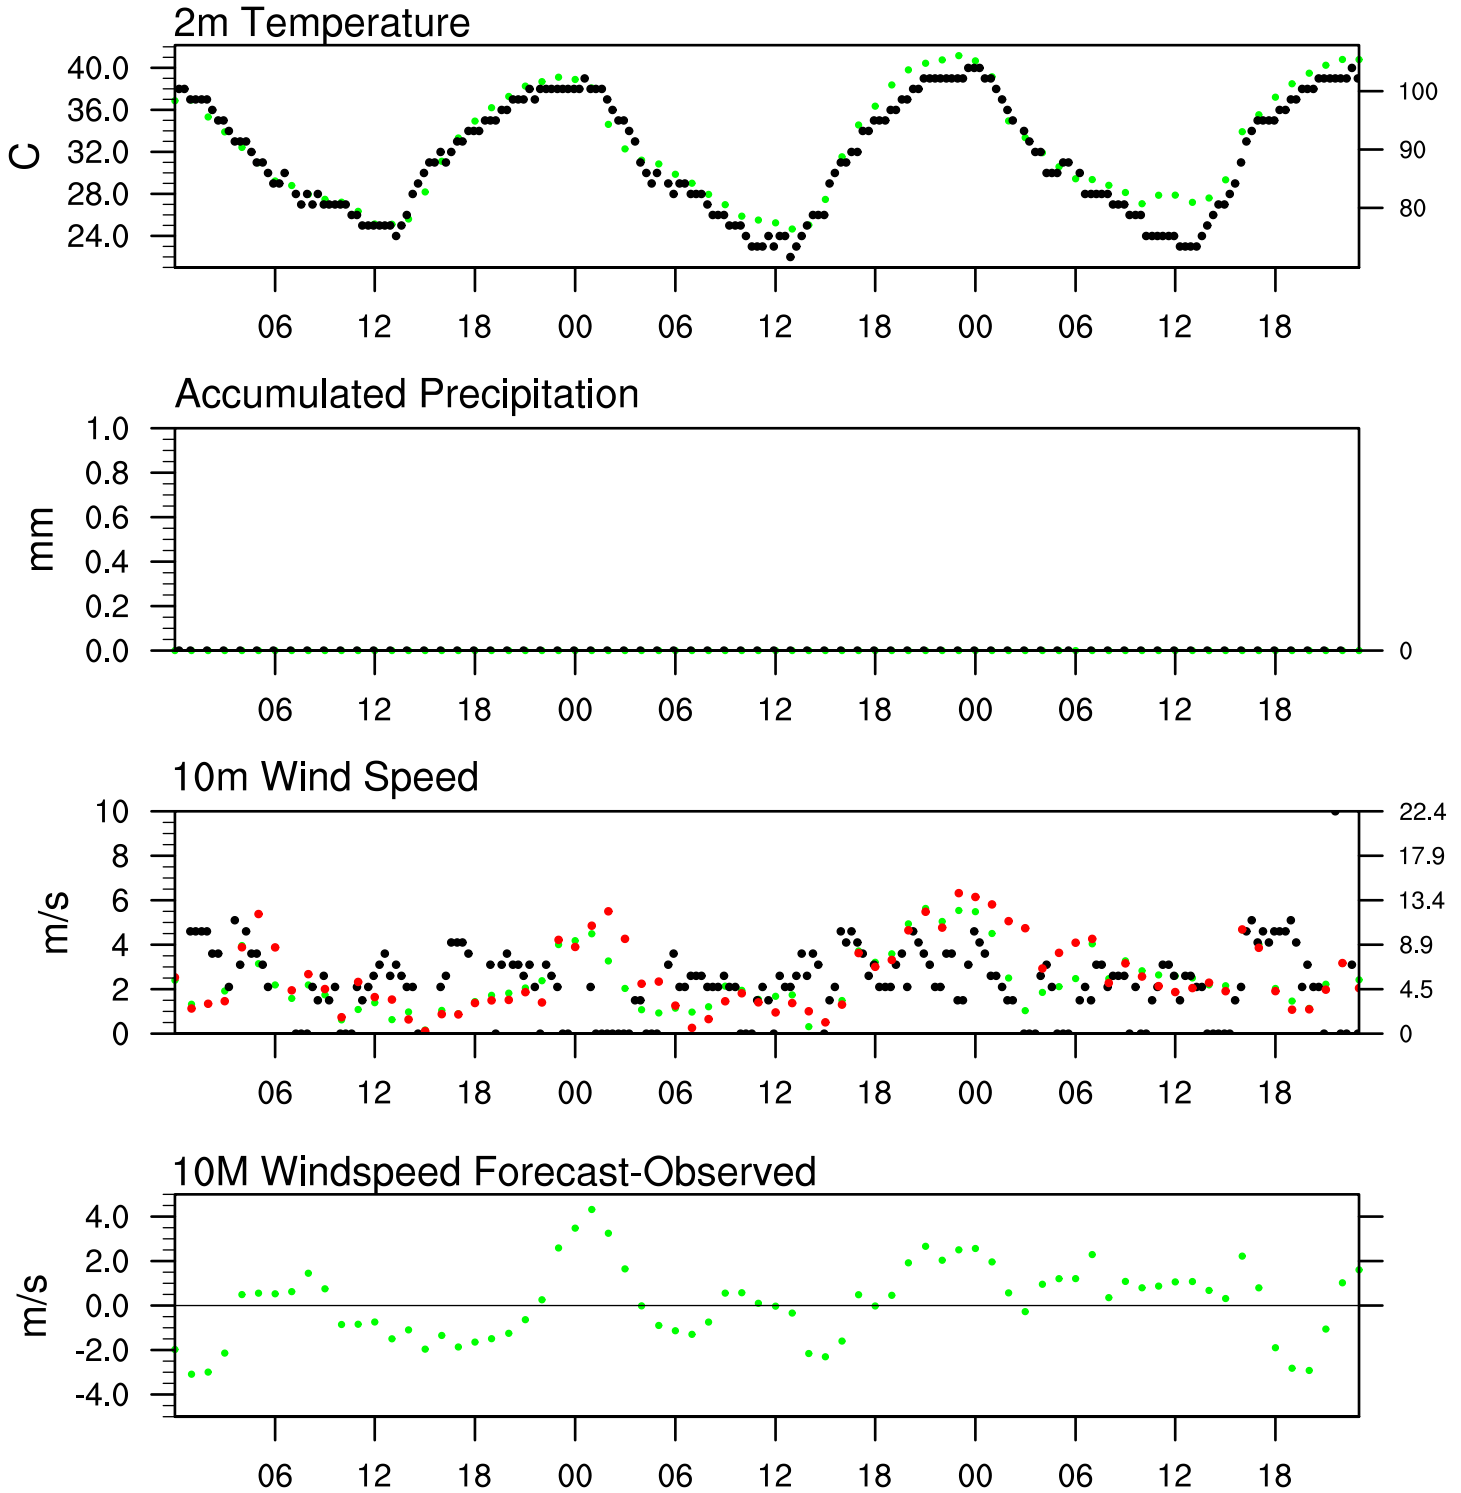 2m Temperature
40.0
36.0
32.0
28.0
24.0
C
100
90
80
06 12 18 00 06 12 18 00 06 12 18
Accumulated Precipitation
1.0
0.8
0.6
0.4
0.2
0.0
mm
0
06 12 18 00 06 12 18 00 06 12 18
10m Wind Speed
10
8
6
4
2
0
m/s
22.4
17.9
13.4
8.9
4.5
0
06 12 18 00 06 12 18 00 06 12 18
10M Windspeed Forecast-Observed
4.0
2.0
0.0
-2.0
-4.0
m/s
06 12 18 00 06 12 18 00 06 12 18